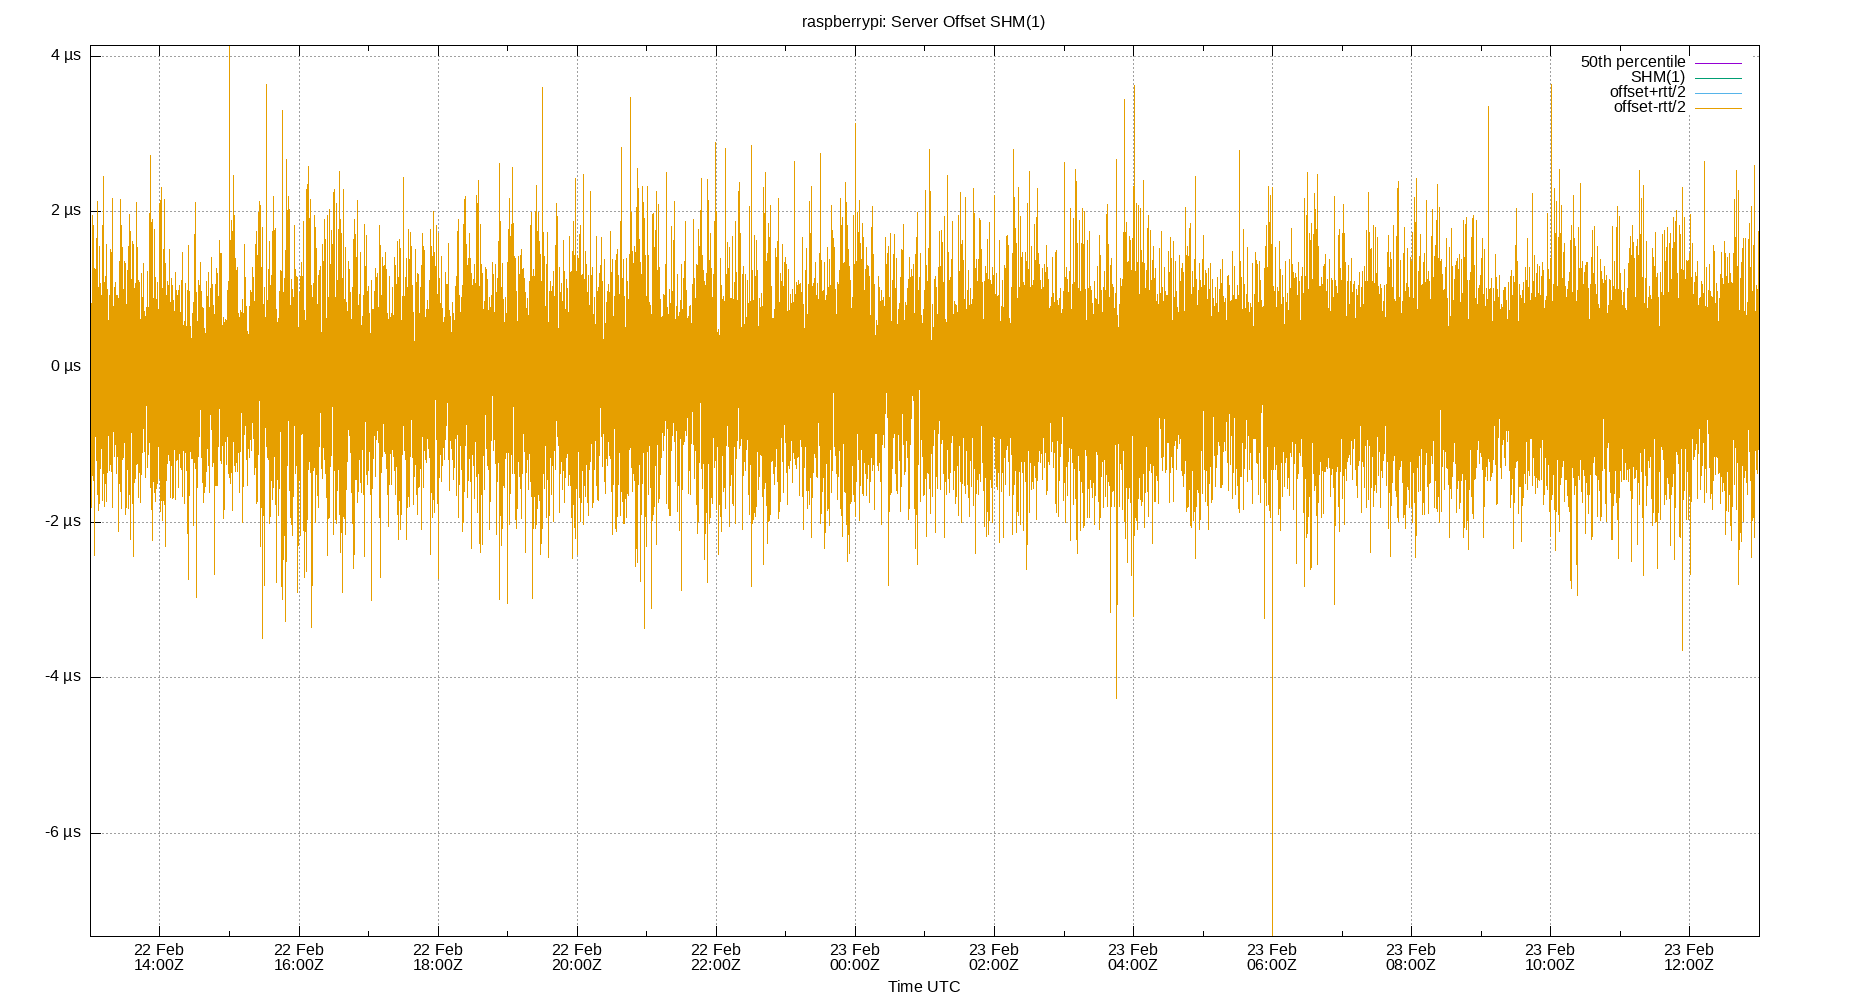 raspberrypi: Server Offset SHM(1)
4 µs
2 µs
0 µs
-2 µs
-4 µs
-6 µs
50th percentile
SHM(1)
offset+rtt/2
offset-rtt/2
22 Feb 22 Feb 22 Feb 22 Feb 22 Feb 23 Feb 23 Feb 23 Feb 23 Feb 23 Feb 23 Feb 23 Feb
14:00Z 16:00Z 18:00Z 20:00Z 22:00Z 00:00Z 02:00Z 04:00Z 06:00Z 08:00Z 10:00Z 12:00Z
Time UTC